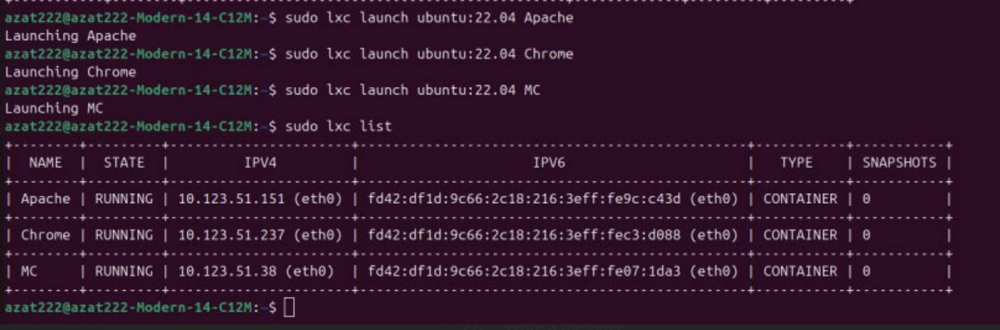 azat222@azat222-Modern-14-C12M:~$ sudo lxc launch ubuntu:22.04 Apache
Launching Apache
azat222@azat222-Modern-14-C12M:~$ sudo lxc launch ubuntu:22.04 Chrome
Launching Chrome
azat222@azat222-Modern-14-C12M:~$ sudo lxc launch ubuntu:22.04 MC
Launching MC
azat222@azat222-Modern-14-C12M:~$ sudo lxc list
| NAME | STATE | IPV4 | IPV6 | TYPE | SNAPSHOTS |
| Apache | RUNNING | 10.123.51.151 (eth0) | fd42:df1d:9c66:2c18:216:3eff:fe9c:c43d (eth0) | CONTAINER | 0 |
| Chrome | RUNNING | 10.123.51.237 (eth0) | fd42:df1d:9c66:2c18:216:3eff:fec3:d088 (eth0) | CONTAINER | 0 |
| MC | RUNNING | 10.123.51.38 (eth0) | fd42:df1d:9c66:2c18:216:3eff:fe07:1da3 (eth0) | CONTAINER | 0 |
azat222@azat222-Modern-14-C12M:~$
Write a message